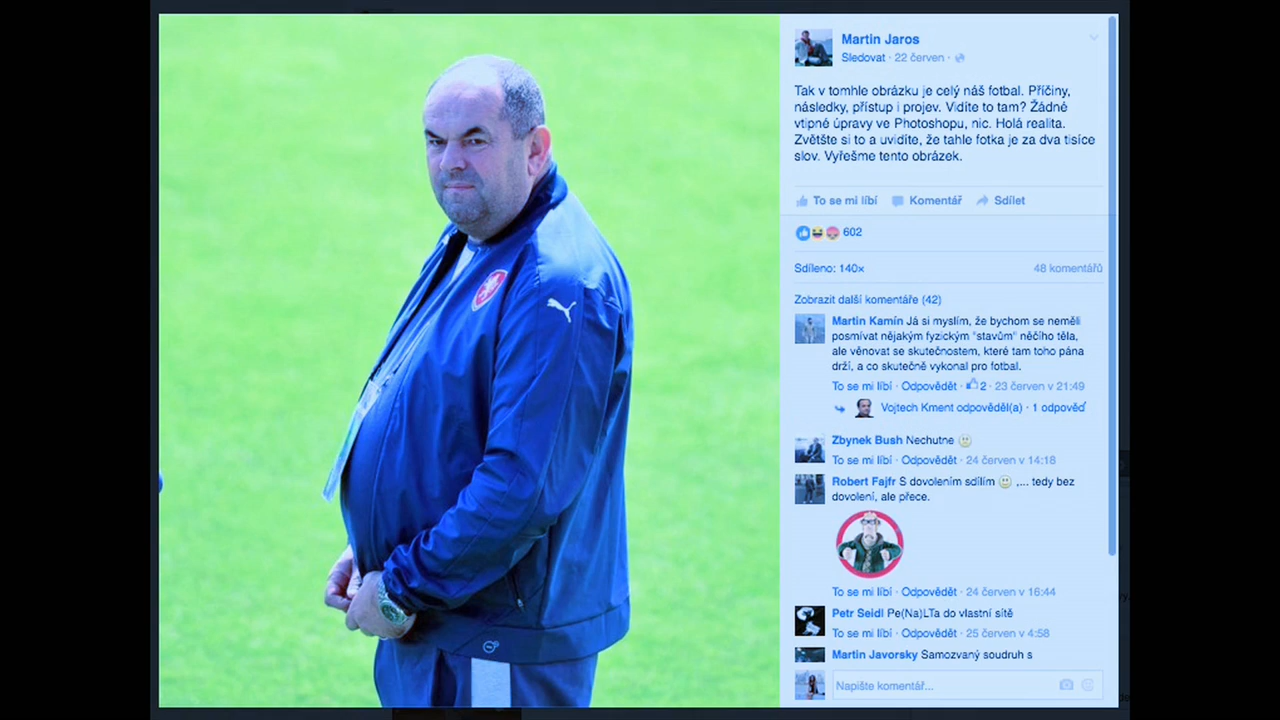 Martin Jaros
Sledovat · 22 červen ·
Tak v tomhle obrázku je celý náš fotbal. Příčiny,
následky, přístup i projev. Vidíte to tam? Žádné
vtipné úpravy ve Photoshopu, nic. Holá realita.
Zvětšte si to a uvidíte, že tahle fotka je za dva tisíce
slov. Vyřešme tento obrázek.
To se mi líbí Komentář Sdílet
602
Sdíleno: 140×
48 komentářů
Zobrazit další komentáře (42)
Martin Kamín Já si myslím, že bychom se neměli
posmívat nějakým fyzickým "stavům" něčího těla,
ale věnovat se skutečnostem, které tam toho pána
drží, a co skutečně vykonal pro fotbal.
To se mi líbí · Odpovědět · 2 · 23 červen v 21:49
Vojtech Kment odpověděl(a) · 1 odpověď
Zbynek Bush Nechutne
To se mi líbí · Odpovědět · 24 červen v 14:18
Robert Fajfr S dovolením sdílím ,... tedy bez
dovolení, ale přece.
To se mi líbí · Odpovědět · 24 červen v 16:44
Petr Seidl Pe(Na)LTa do vlastní sítě
To se mi líbí · Odpovědět · 25 červen v 4:58
Martin Javorsky Samozvaný soudruh s
Napište komentář...